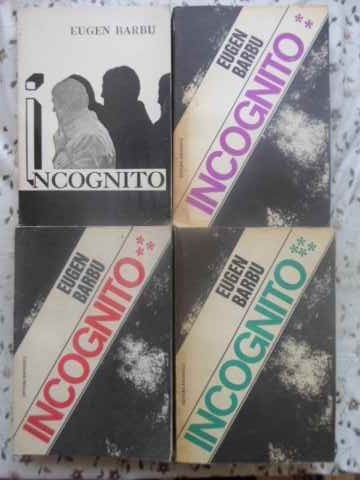 EUGEN BARBU
INCOGNITO
EUGEN
BARBU
INCOGNITO**
EUGEN
BARBU
INCOGNITO***
EUGEN
BARBU
INCOGNITO****